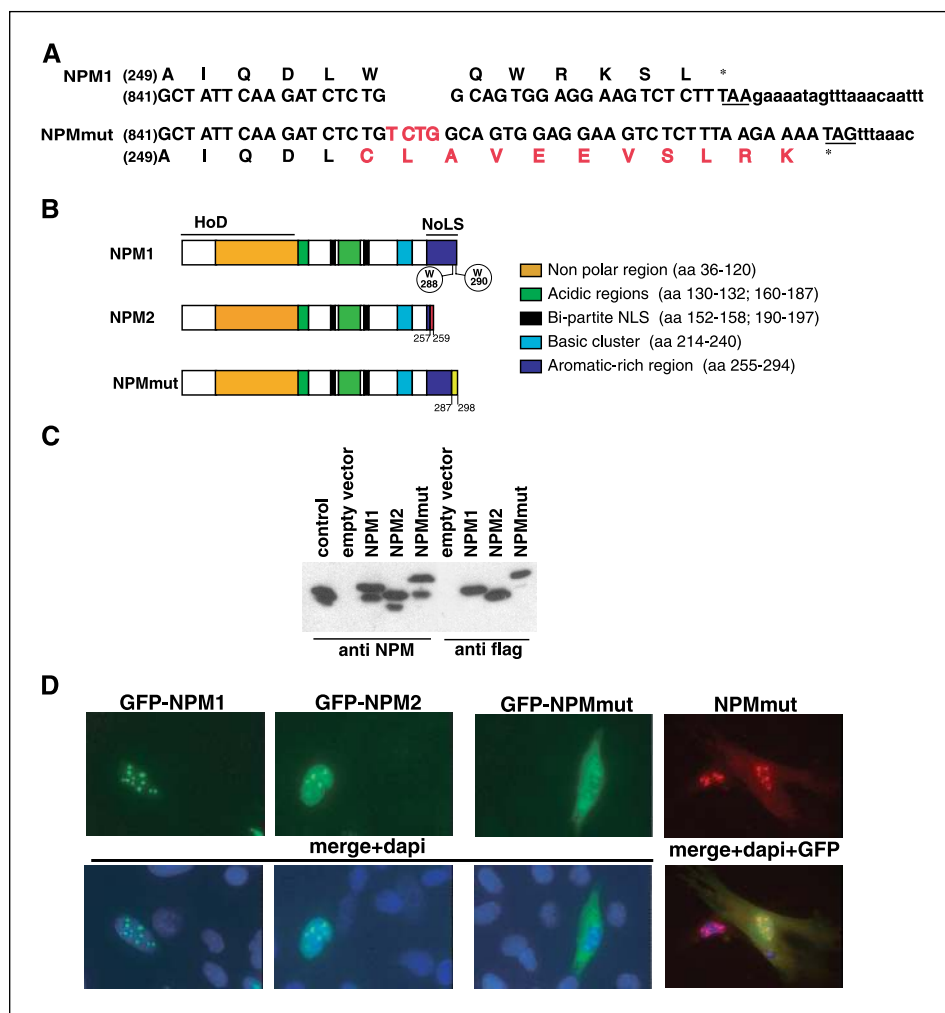 A
NPM1 (249) A I Q D L W Q W R K S L *
(841) GCT ATT CAA GAT CTC TG G CAG TGG AGG AAG TCT CTT TAAgaaaatagtttaaacaattt
NPMmut (841) GCT ATT CAA GAT CTC TGT CTG GCA GTG GAG GAA GTC TCT TTA AGA AAA TAGtttaaac
(249) A I Q D L C L A V E E V S L R K *
B
HoD NoLS
NPM1
W 288 W 290
NPM2
257 259
NPMmut
287 298
Non polar region (aa 36-120)
Acidic regions (aa 130-132; 160-187)
Bi-partite NLS (aa 152-158; 190-197)
Basic cluster (aa 214-240)
Aromatic-rich region (aa 255-294)
C
control empty vector NPM1 NPM2 NPMmut empty vector NPM1 NPM2 NPMmut
anti NPM anti flag
D
GFP-NPM1 GFP-NPM2 GFP-NPMmut NPMmut
merge+dapi merge+dapi+GFP